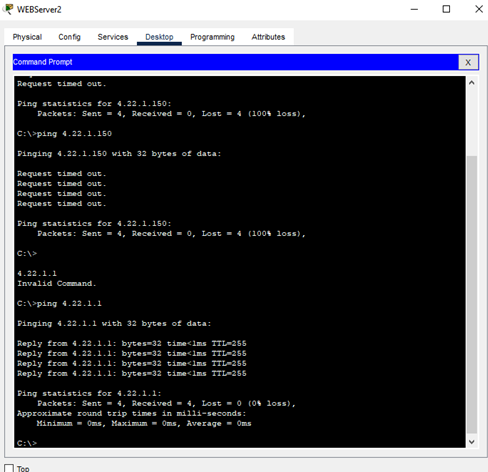 WEBServer2
Physical Config Services Desktop Programming Attributes
Command Prompt X
Request timed out.
Ping statistics for 4.22.1.150:
Packets: Sent = 4, Received = 0, Lost = 4 (100% loss),
C:\>ping 4.22.1.150
Pinging 4.22.1.150 with 32 bytes of data:
Request timed out.
Request timed out.
Request timed out.
Request timed out.
Ping statistics for 4.22.1.150:
Packets: Sent = 4, Received = 0, Lost = 4 (100% loss),
C:\>
4.22.1.1
Invalid Command.
C:\>ping 4.22.1.1
Pinging 4.22.1.1 with 32 bytes of data:
Reply from 4.22.1.1: bytes=32 time<1ms TTL=255
Reply from 4.22.1.1: bytes=32 time<1ms TTL=255
Reply from 4.22.1.1: bytes=32 time<1ms TTL=255
Reply from 4.22.1.1: bytes=32 time<1ms TTL=255
Ping statistics for 4.22.1.1:
Packets: Sent = 4, Received = 4, Lost = 0 (0% loss),
Approximate round trip times in milli-seconds:
Minimum = 0ms, Maximum = 0ms, Average = 0ms
C:\>
Top